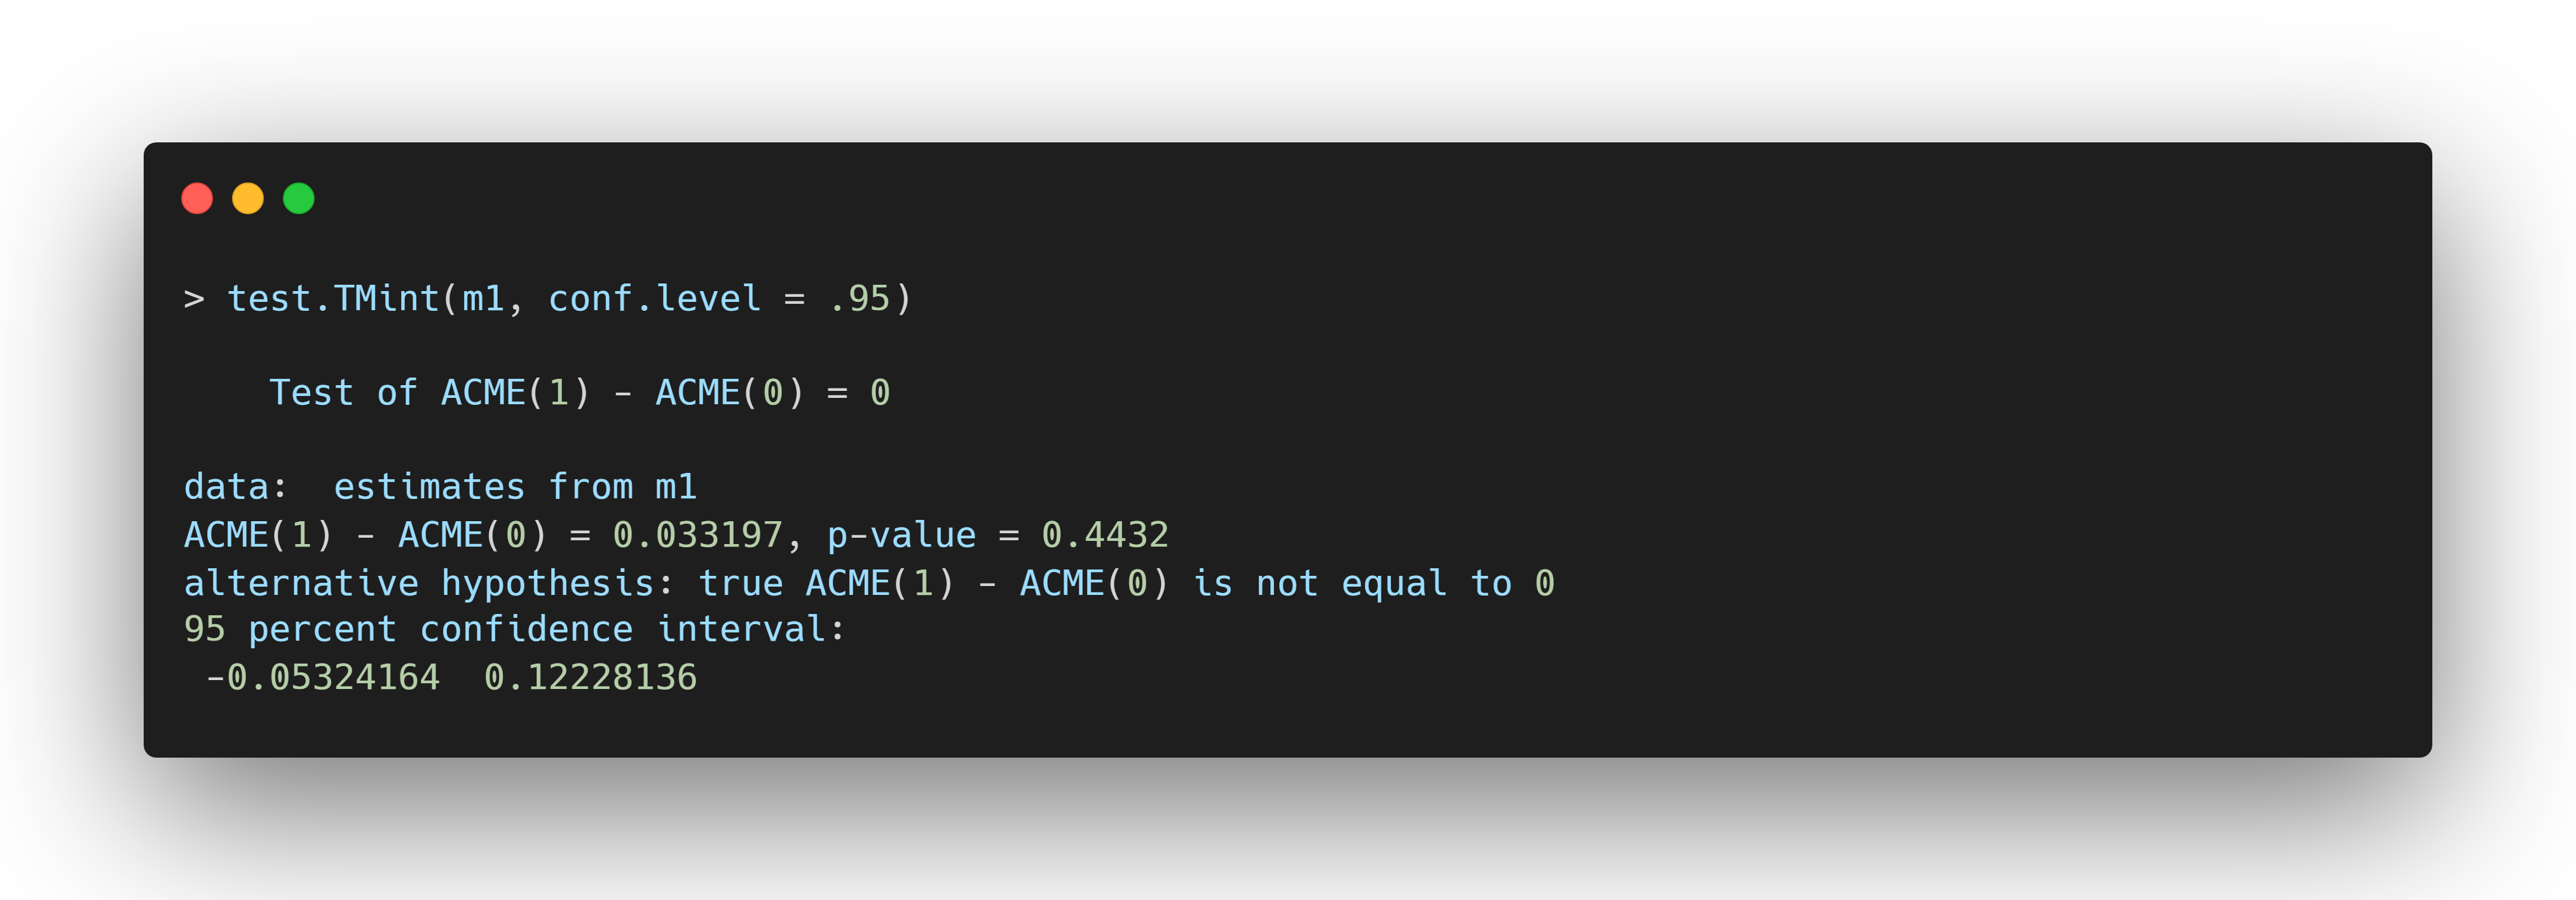 > test.TMint(m1, conf.level = .95)
Test of ACME(1) - ACME(0) = 0
data:  estimates from m1
ACME(1) - ACME(0) = 0.033197, p-value = 0.4432
alternative hypothesis: true ACME(1) - ACME(0) is not equal to 0
95 percent confidence interval:
-0.05324164  0.12228136